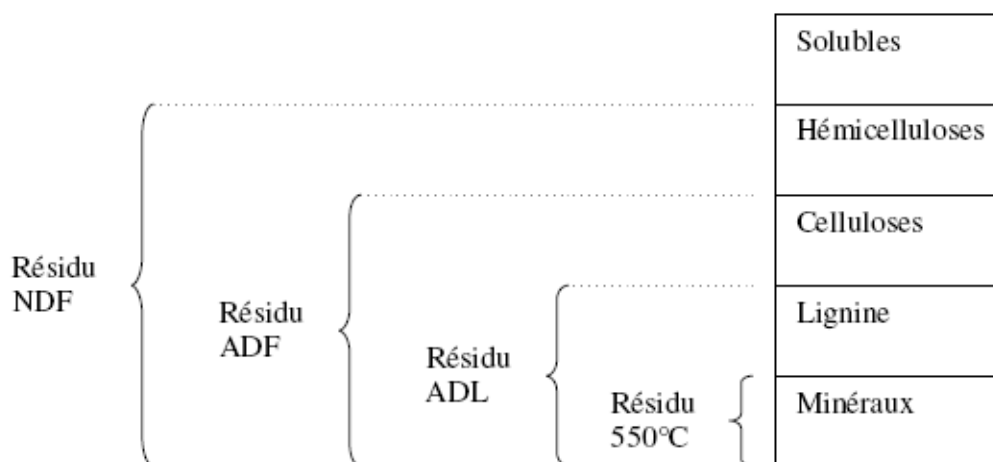 Solubles
Hémicelluloses
Celluloses
Résidu
NDF
Résidu
ADF
Lignine
Résidu
ADL
Résidu
550°C
Minéraux